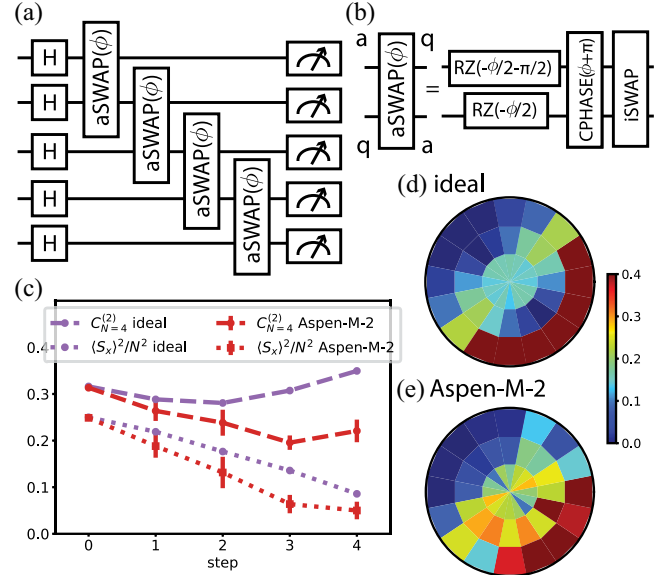 (a)
H
H
H
H
H
aSWAP(ϕ)
aSWAP(ϕ)
aSWAP(ϕ)
aSWAP(ϕ)
(b)
a
q
q
a
aSWAP(ϕ)
=
RZ(-ϕ/2-π/2)
RZ(-ϕ/2)
CPHASE(ϕ+π)
iSWAP
(c)
C_{N=4}^{(2)} ideal
C_{N=4}^{(2)} Aspen-M-2
⟨S_x⟩²/N² ideal
⟨S_x⟩²/N² Aspen-M-2
0.4
0.3
0.2
0.1
0.0
0 1 2 3 4
step
(d) ideal
0.4
0.3
0.2
0.1
0.0
(e) Aspen-M-2